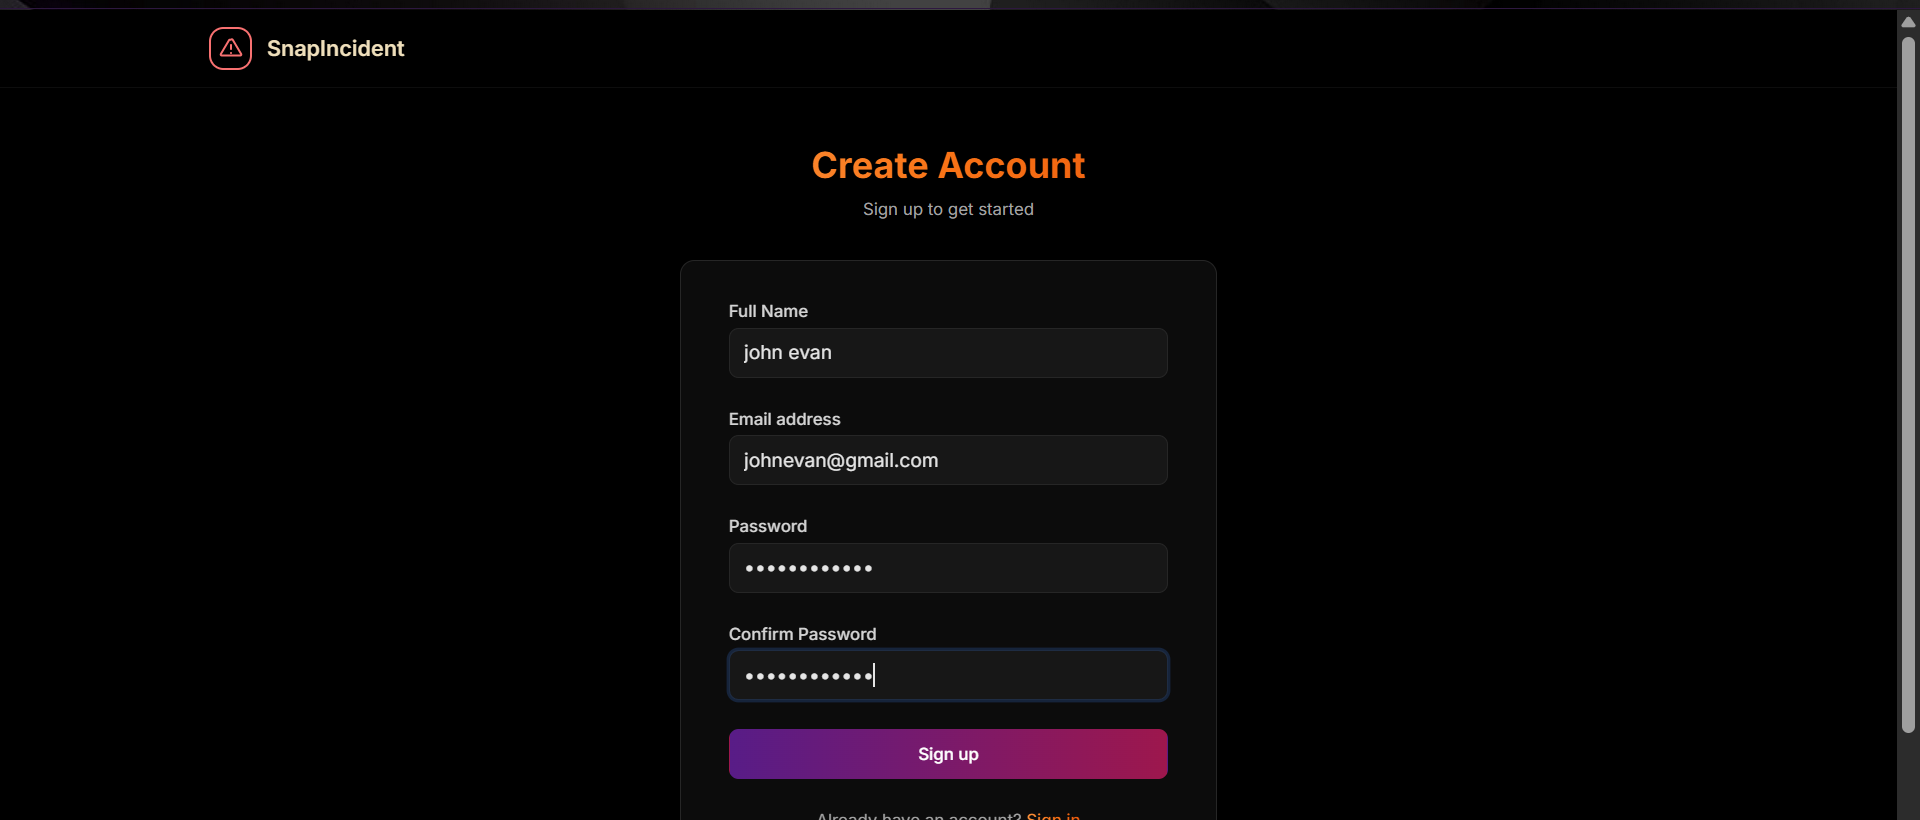 SnapIncident
Create Account
Sign up to get started
Full Name
john evan
Email address
johnevan@gmail.com
Password
••••••••••••
Confirm Password
••••••••••••
Sign up
Already have an account? Sign in